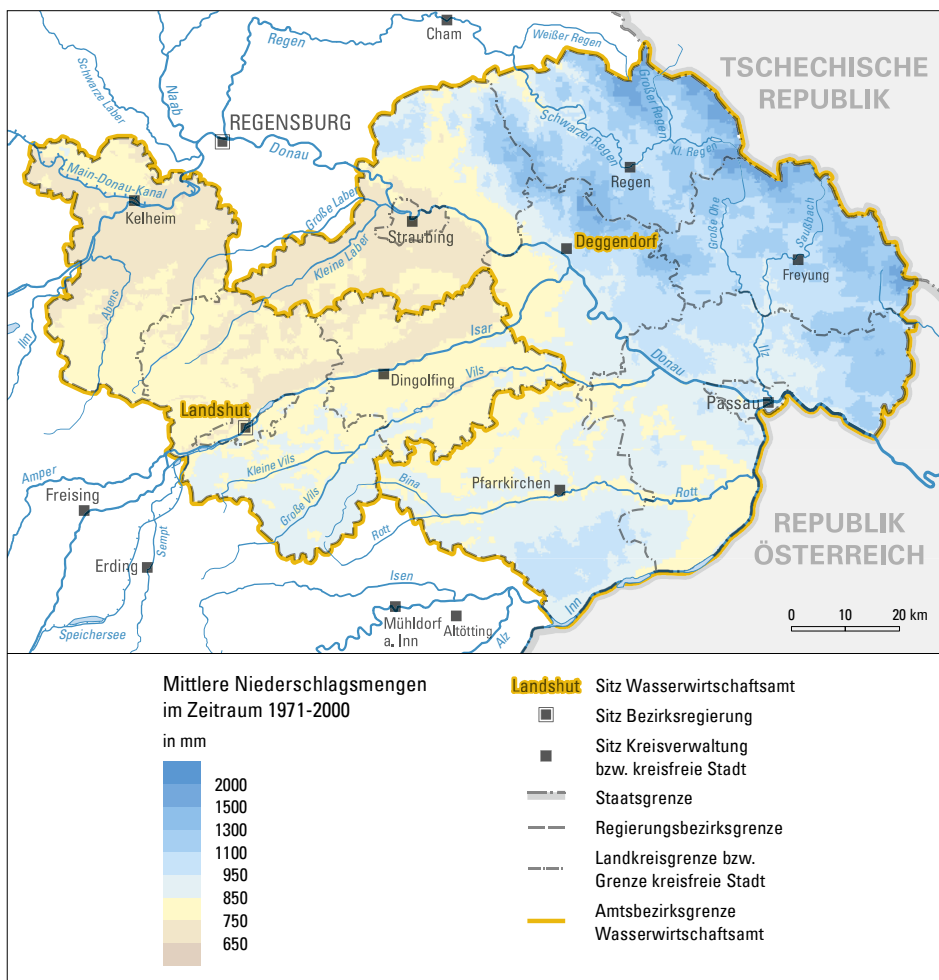 Cham
Regen
Weißer Regen
TSCHECHISCHE
REPUBLIK
Schwarze Laber
Naab
Großer Regen
REGENSBURG
Donau
Schwarzer Regen
Kl. Regen
Regen
Main-Donau-Kanal
Kelheim
Große Laber
Straubing
Kleine Laber
Deggendorf
Große Ohe
Saußbach
Freyung
Abens
Ilm
Isar
Ilz
Donau
Vils
Dingolfing
Passau
Landshut
Kleine Vils
Große Vils
Bina
Pfarrkirchen
Rott
Amper
Freising
Sempt
Rott
REPUBLIK
ÖSTERREICH
Erding
Isen
Inn
Mühldorf
a. Inn
Altötting
Alz
Speichersee
0 10 20 km
Mittlere Niederschlagsmengen
im Zeitraum 1971-2000
in mm
2000
1500
1300
1100
950
850
750
650
Landshut Sitz Wasserwirtschaftsamt
Sitz Bezirksregierung
Sitz Kreisverwaltung
bzw. kreisfreie Stadt
Staatsgrenze
Regierungsbezirksgrenze
Landkreisgrenze bzw.
Grenze kreisfreie Stadt
Amtsbezirksgrenze
Wasserwirtschaftsamt